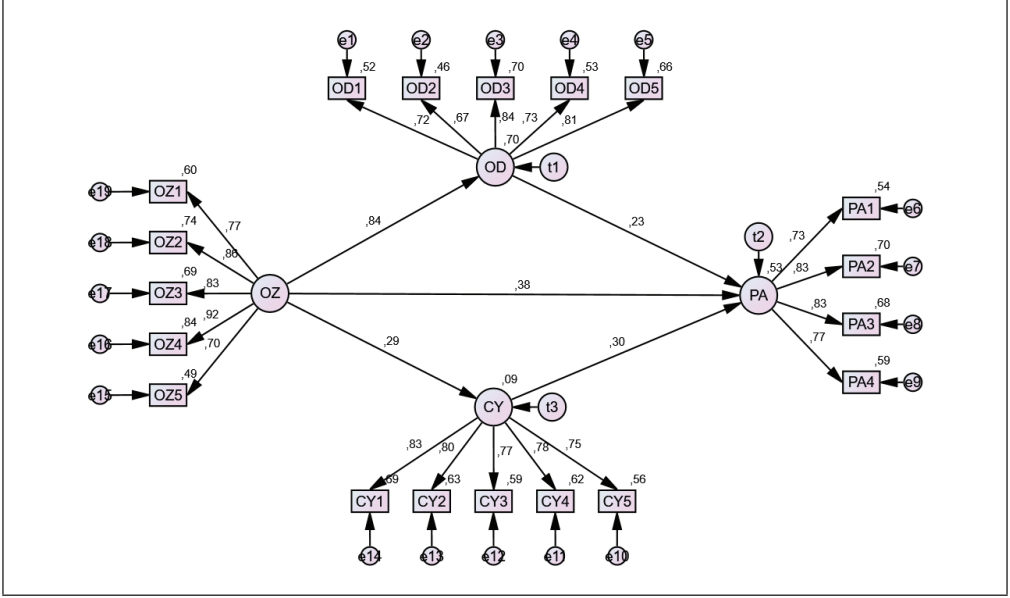 e1 e2 e3 e4 e5
,52 ,46 ,70 ,53 ,66
OD1 OD2 OD3 OD4 OD5
,72 ,67 ,84 ,73 ,81
,70
OD t1
e19 OZ1 ,60
e18 OZ2 ,74
e17 OZ3 ,69
e16 OZ4 ,84
e15 OZ5 ,49
,77
,86
,83
,92
,70
OZ
,84
,23
,38
,29
,30
t2
,53
PA
,73
,83
,83
,77
,54 PA1 e6
,70 PA2 e7
,68 PA3 e8
,59 PA4 e9
,09
CY t3
,83 ,80 ,77 ,78 ,75
,69 ,63 ,59 ,62 ,56
CY1 CY2 CY3 CY4 CY5
e14 e13 e12 e11 e10